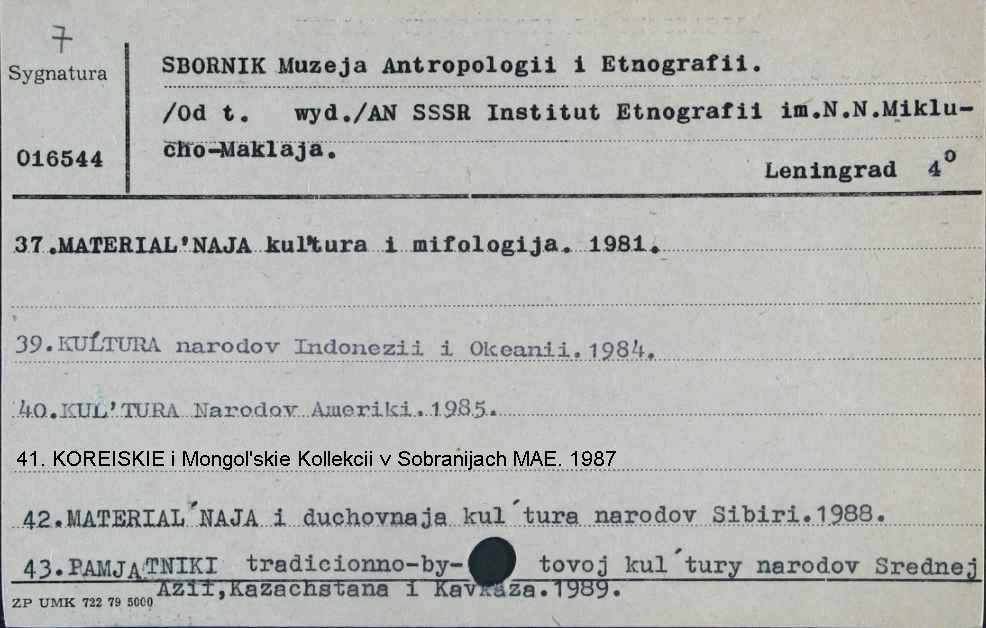 7
Sygnatura
016544
SBORNIK Muzeja Antropologii i Etnografii.
/Od t.   wyd./AN SSSR Institut Etnografii im.N.N.Miklu-
cho-Maklaja.
Leningrad 4°
37.MATERIAL'NAJA kul'tura i mifologija. 1981.
39.KUĹTURA narodov Indonezii i Okeanii.1984.
40.KUL'TURA Narodov Ameriki.1985.
41. KOREISKIE i Mongol'skie Kollekcii v Sobranijach MAE. 1987
42.MATERIAL´NAJA i duchovnaja kul´tura narodov Sibiri.1988.
43.PAMJATNIKI tradicionno-by- tovoj kul´tury narodov Srednej
Azii,Kazachstana i Kavkaza.1989.
ZP UMK 722 79 5000